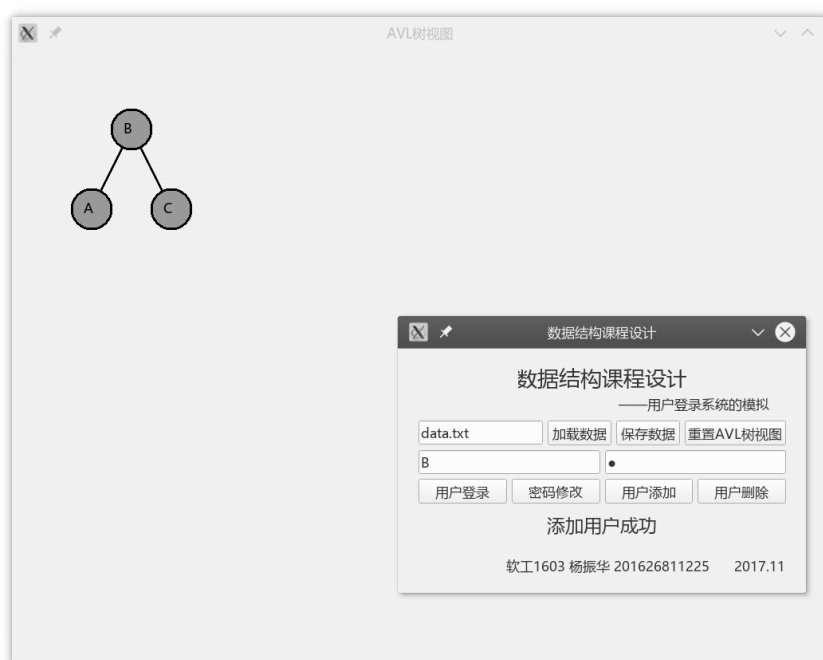 AVL树视图
B
A C
数据结构课程设计
数据结构课程设计
——用户登录系统的模拟
data.txt 加载数据 保存数据 重置AVL树视图
B ●
用户登录 密码修改 用户添加 用户删除
添加用户成功
软工1603 杨振华 201626811225 2017.11